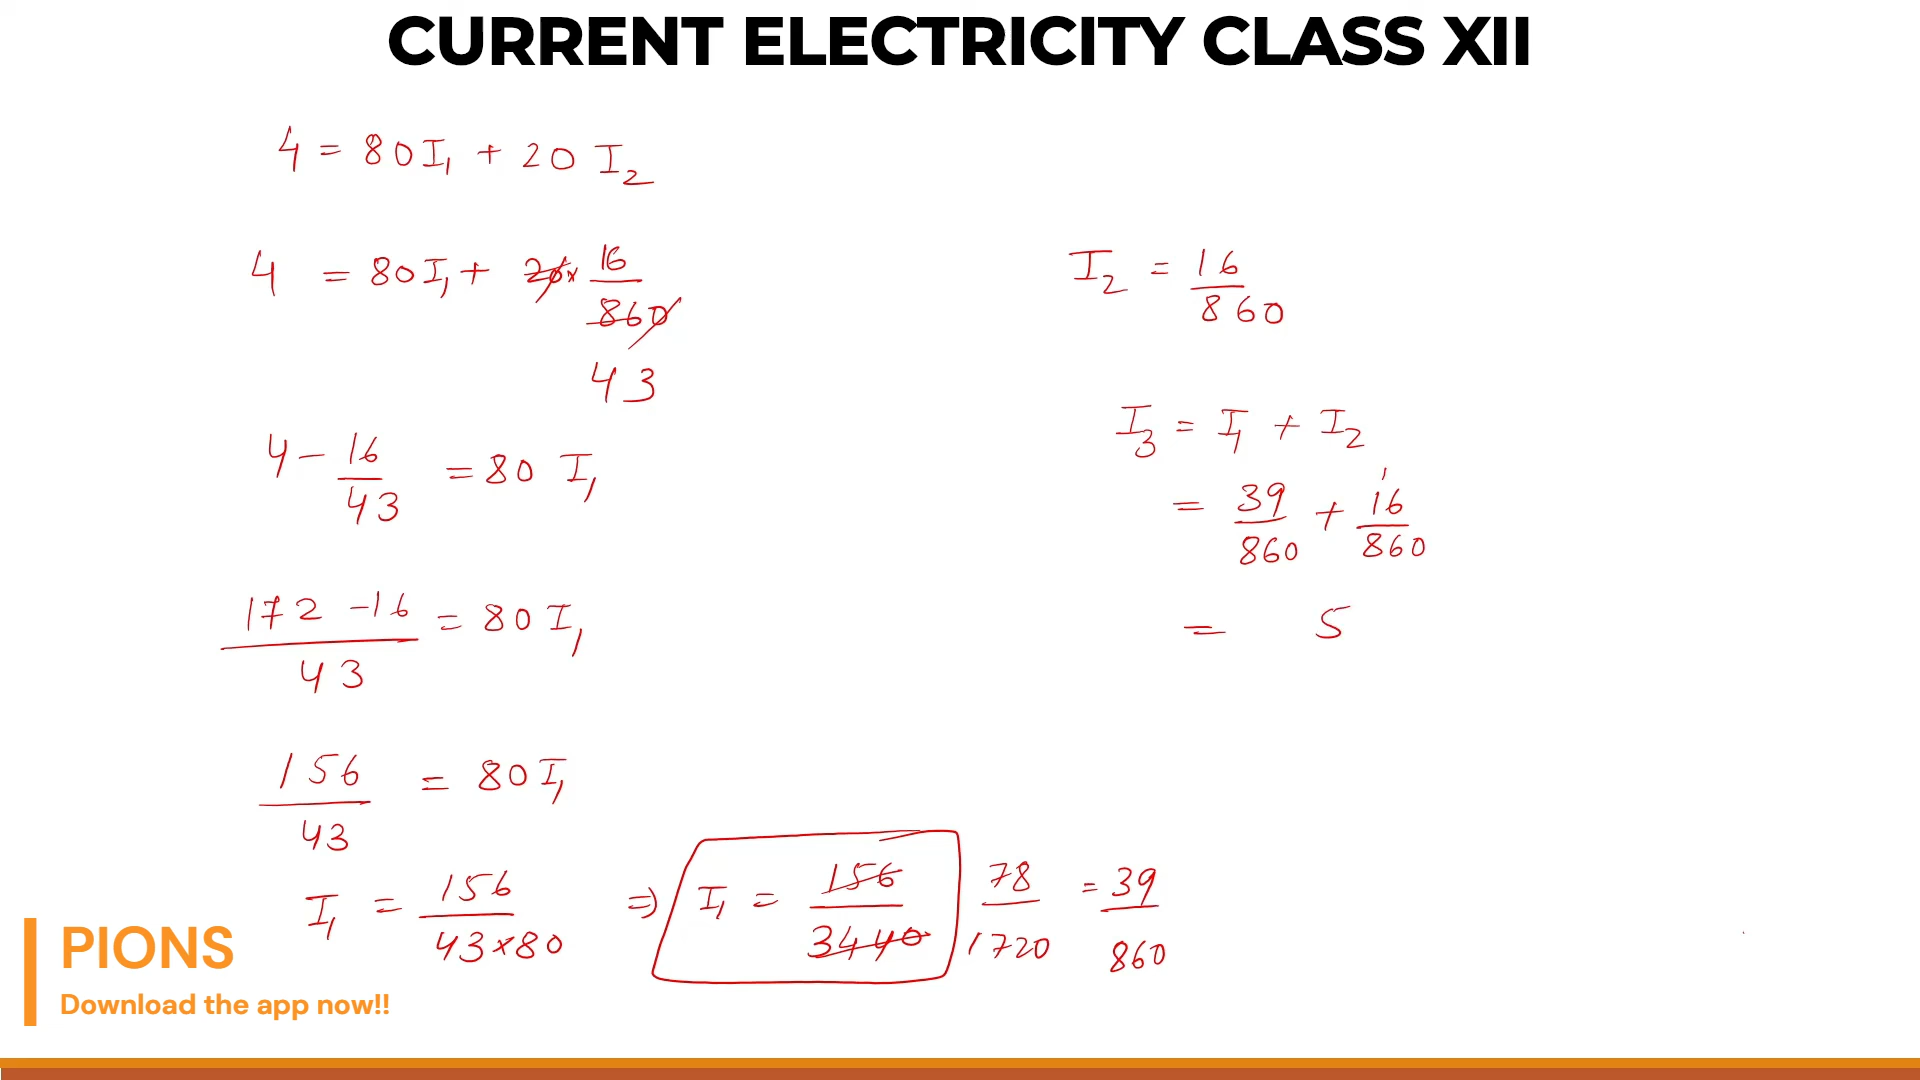 CURRENT ELECTRICITY CLASS XII
4 = 80I₁ + 20 I₂
4 = 80I₁ + 20 × 16/860
43
4 - 16/43 = 80 I₁
(172 - 16)/43 = 80 I₁
156/43 = 80I₁
I₁ = 156/(43×80) ⇒ I₁ = 156/3440 78/1720 = 39/860
I₂ = 16/860
I₃ = I₁ + I₂
= 39/860 + 16/860
= 5
PIONS
Download the app now!!